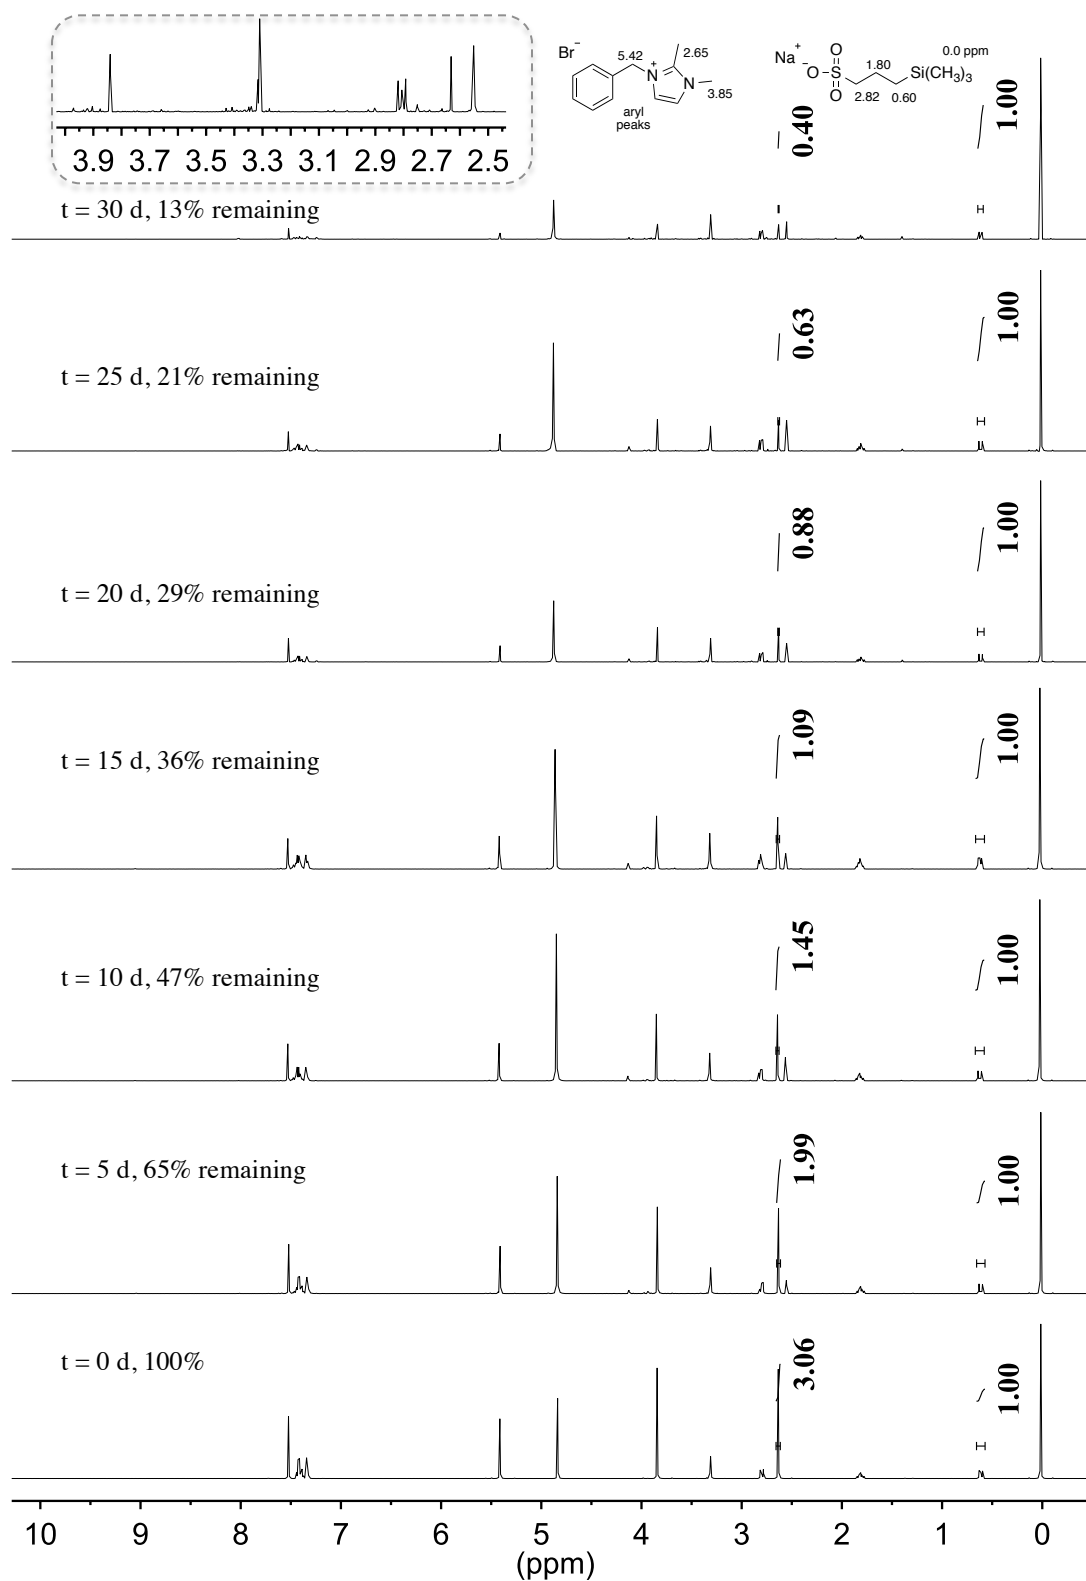 3.9 3.7 3.5 3.3 3.1 2.9 2.7 2.5
Br⁻
5.42
N⁺
2.65
N
3.85
aryl
peaks
Na⁺
⁻O
O
S
O
1.80
2.82
0.60
0.0 ppm
Si(CH₃)₃
t = 30 d, 13% remaining
0.40
1.00
t = 25 d, 21% remaining
0.63
1.00
t = 20 d, 29% remaining
0.88
1.00
t = 15 d, 36% remaining
1.09
1.00
t = 10 d, 47% remaining
1.45
1.00
t = 5 d, 65% remaining
1.99
1.00
t = 0 d, 100%
3.06
1.00
10 9 8 7 6 5 4 3 2 1 0
(ppm)